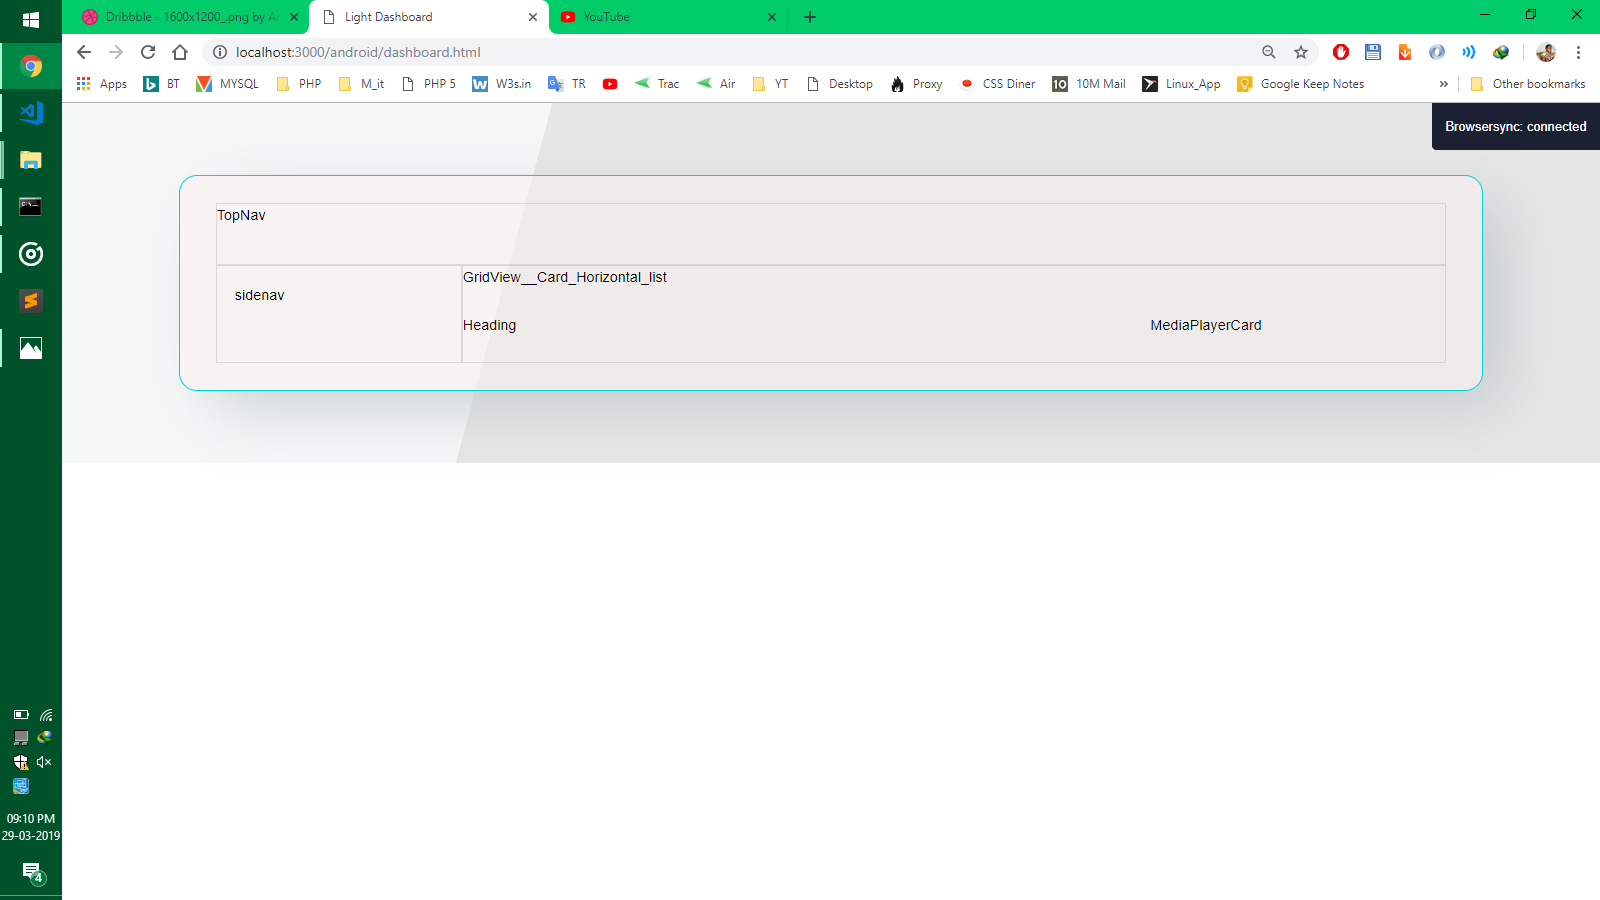 Dribbble - 1600x1200_.png by A
Light Dashboard
YouTube
localhost:3000/android/dashboard.html
Apps
BT
MYSQL
PHP
M_it
PHP 5
W3s.in
TR
Trac
Air
YT
Desktop
Proxy
CSS Diner
10M Mail
Linux_App
Google Keep Notes
»
Other bookmarks
Browsersync: connected
TopNav
GridView__Card_Horizontal_list
sidenav
Heading
MediaPlayerCard
09:10 PM
29-03-2019
4